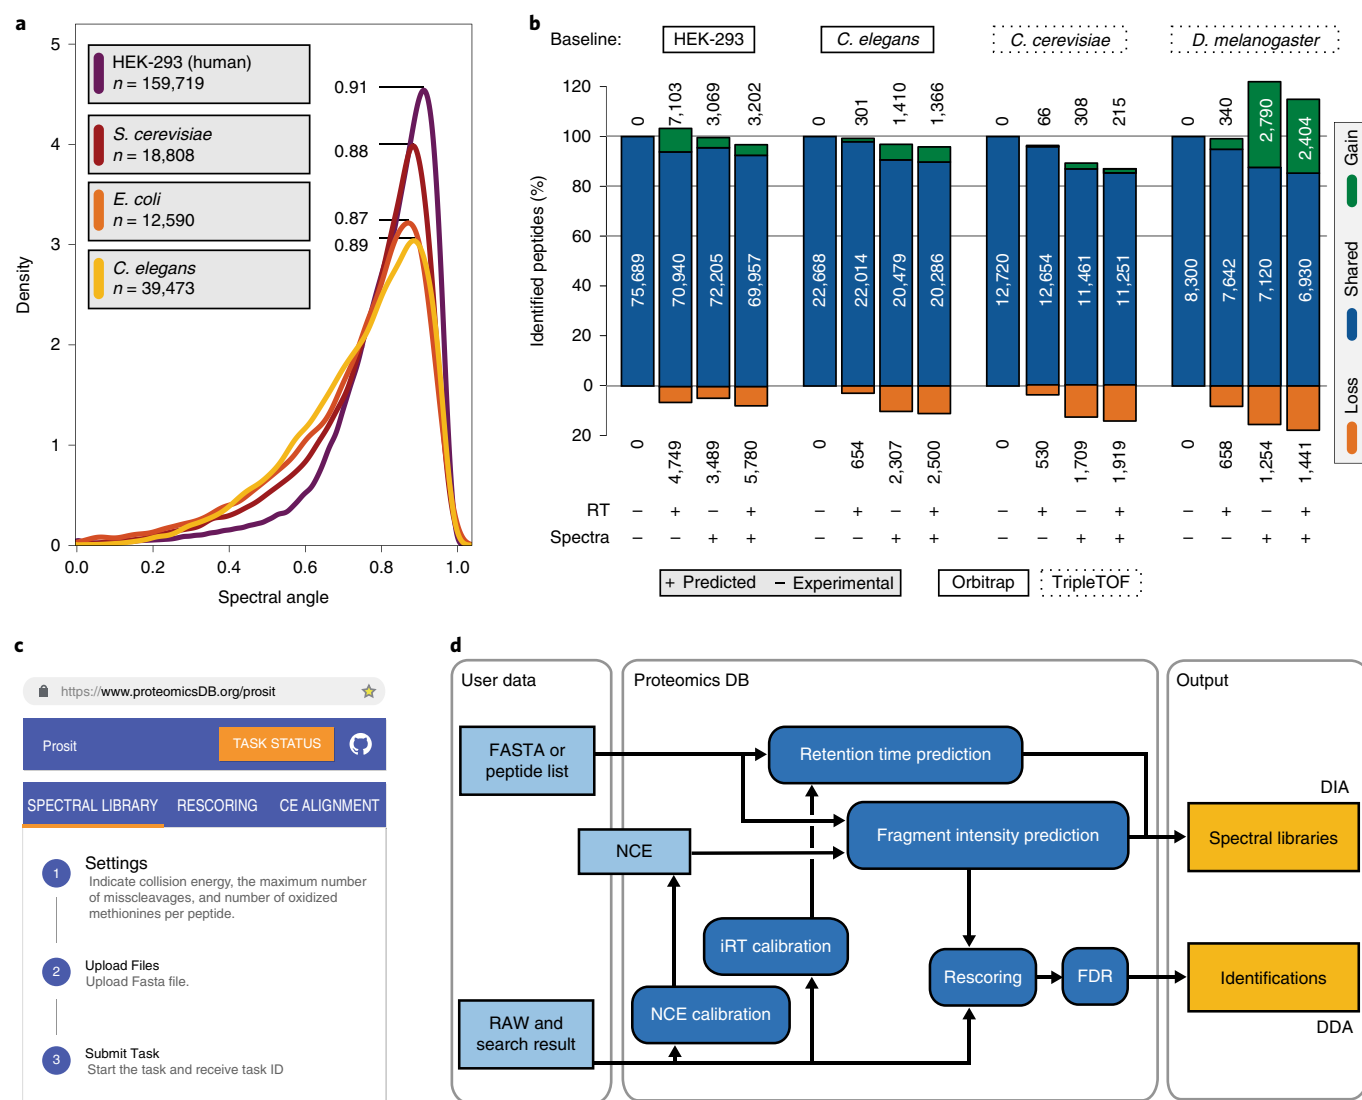 a
5
4
3
2
1
0
Density
HEK-293 (human)
n = 159,719
S. cerevisiae
n = 18,808
E. coli
n = 12,590
C. elegans
n = 39,473
0.91
0.88
0.87
0.89
0.0 0.2 0.4 0.6 0.8 1.0
Spectral angle
b
Baseline: HEK-293 C. elegans C. cerevisiae D. melanogaster
Identified peptides (%)
120
100
80
60
40
20
0
20
0 7,103 3,069 3,202 0 301 1,410 1,366 0 66 308 215 0 340 2,790 2,404
75,689 70,940 72,205 69,957 22,668 22,014 20,479 20,286 12,720 12,654 11,461 11,251 8,300 7,642 7,120 6,930
0 4,749 3,489 5,780 0 654 2,307 2,500 0 530 1,709 1,919 0 658 1,254 1,441
RT − + − + − + − + − + − + − + − +
Spectra − − + + − − + + − − + + − − + +
+ Predicted − Experimental
Orbitrap
TripleTOF
Loss Shared Gain
c
https://www.proteomicsDB.org/prosit
Prosit
TASK STATUS
SPECTRAL LIBRARY RESCORING CE ALIGNMENT
1
Settings
Indicate collision energy, the maximum number
of misscleavages, and number of oxidized
methionines per peptide.
2
Upload Files
Upload Fasta file.
3
Submit Task
Start the task and receive task ID
d
User data
Proteomics DB
Output
FASTA or
peptide list
Retention time prediction
DIA
Fragment intensity prediction
Spectral libraries
NCE
iRT calibration
Rescoring
FDR
Identifications
NCE calibration
RAW and
search result
DDA